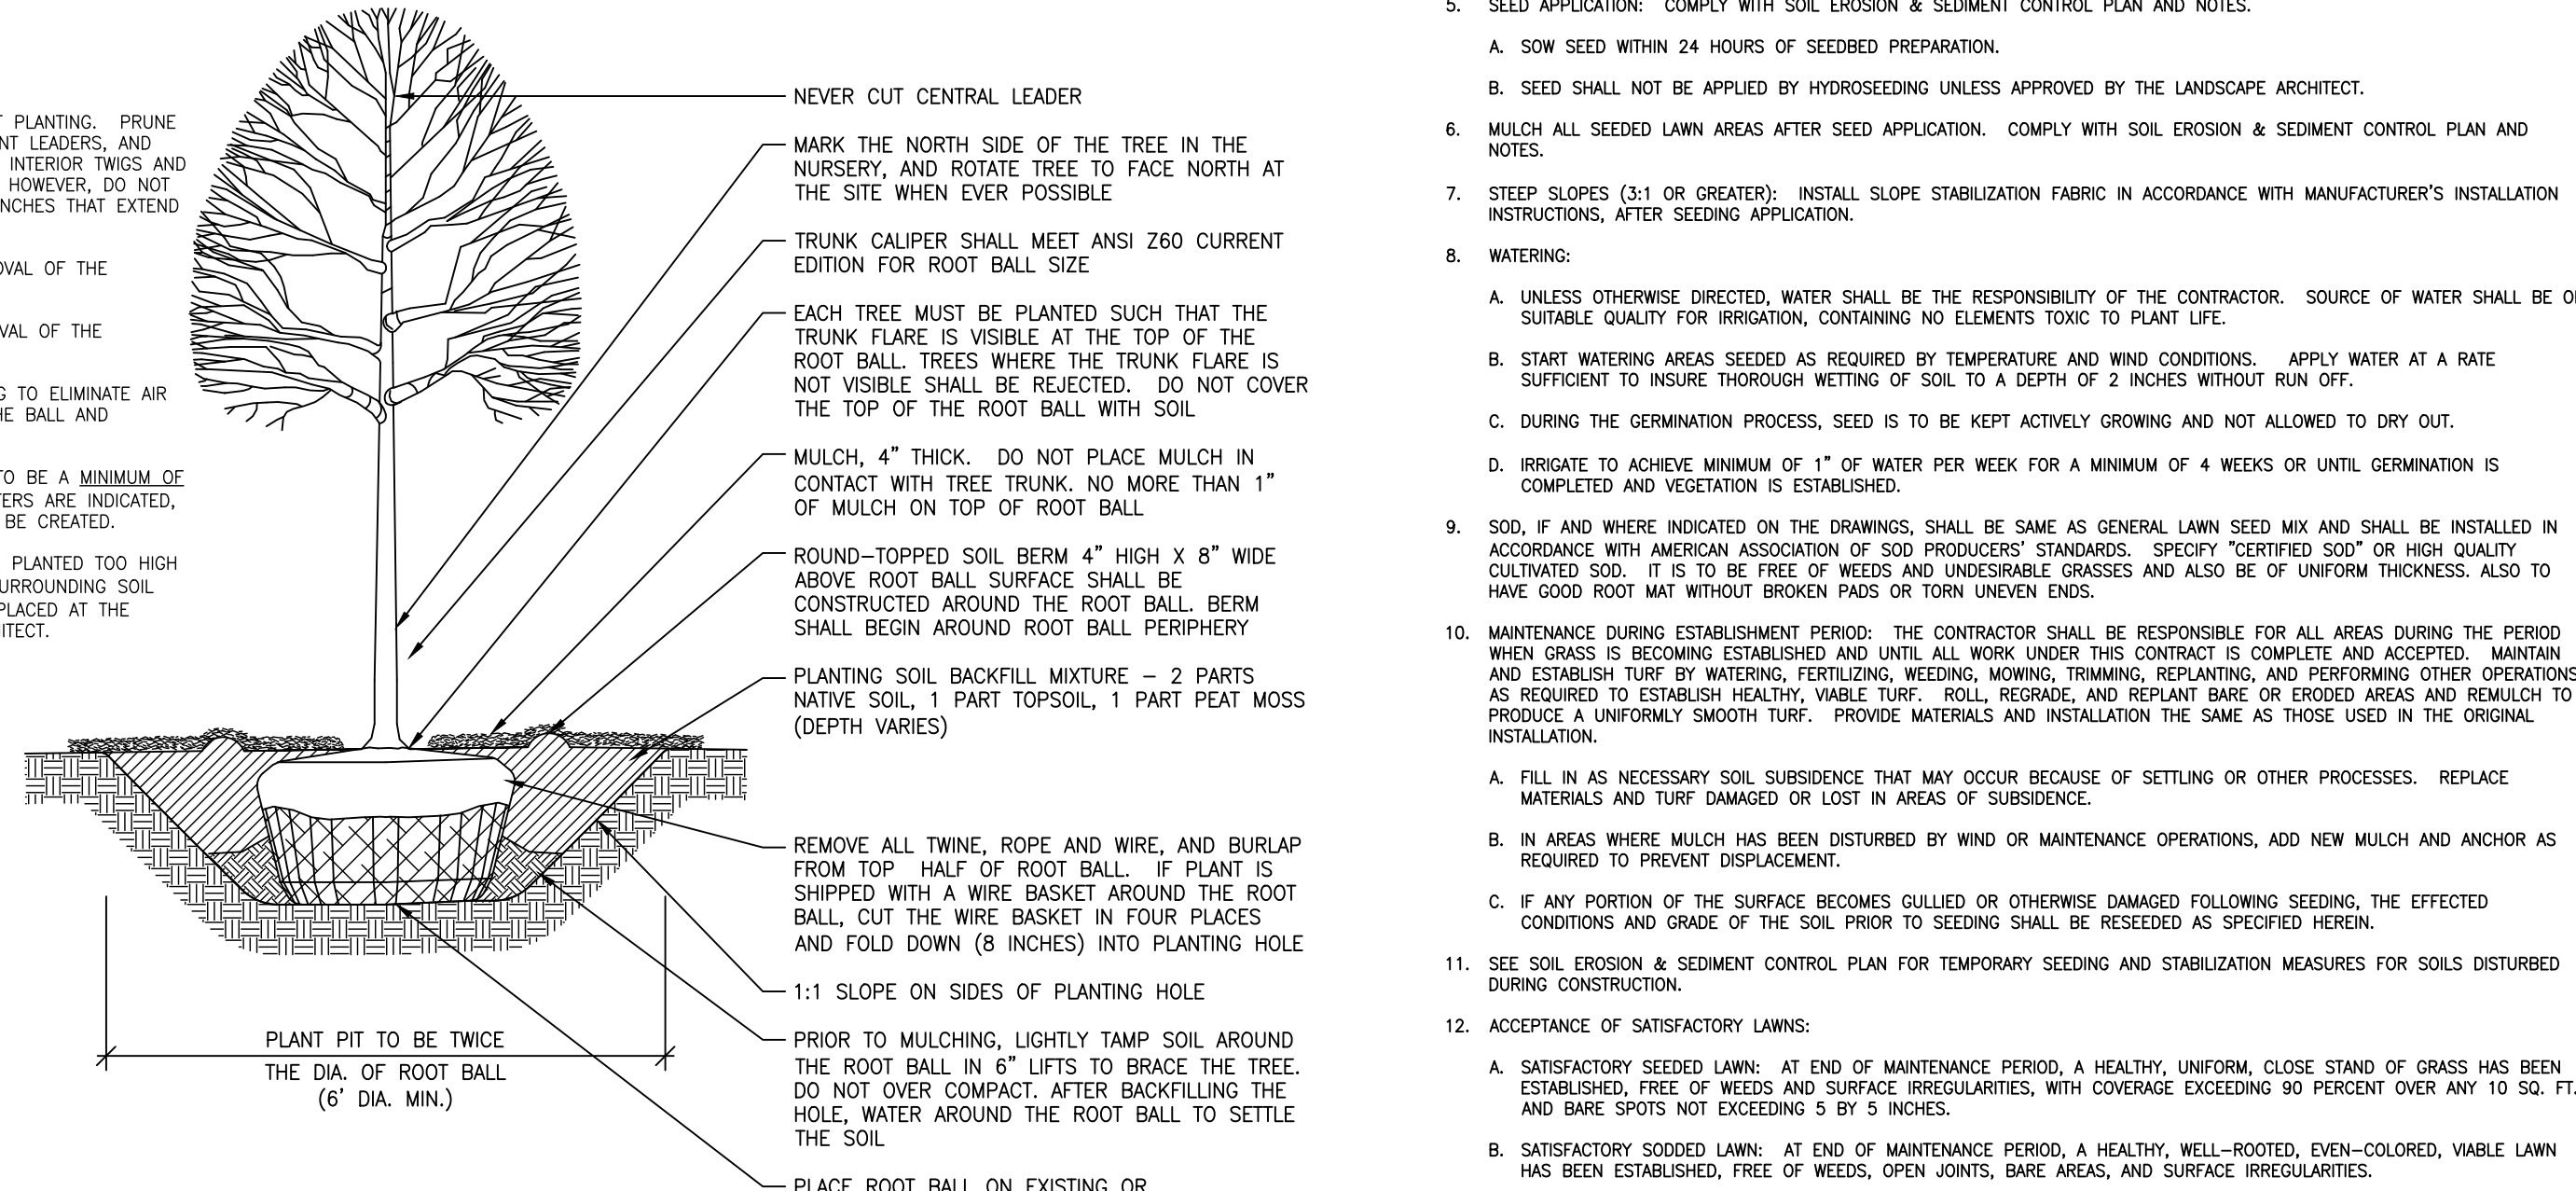 T PLANTING. PRUNE
NT LEADERS, AND
INTERIOR TWIGS AND
HOWEVER, DO NOT
NCHES THAT EXTEND
OVAL OF THE
VAL OF THE
G TO ELIMINATE AIR
HE BALL AND
TO BE A MINIMUM OF
TERS ARE INDICATED,
BE CREATED.
PLANTED TOO HIGH
URROUNDING SOIL
PLACED AT THE
HITECT.
NEVER CUT CENTRAL LEADER
MARK THE NORTH SIDE OF THE TREE IN THE
NURSERY, AND ROTATE TREE TO FACE NORTH AT
THE SITE WHEN EVER POSSIBLE
TRUNK CALIPER SHALL MEET ANSI Z60 CURRENT
EDITION FOR ROOT BALL SIZE
EACH TREE MUST BE PLANTED SUCH THAT THE
TRUNK FLARE IS VISIBLE AT THE TOP OF THE
ROOT BALL. TREES WHERE THE TRUNK FLARE IS
NOT VISIBLE SHALL BE REJECTED. DO NOT COVER
THE TOP OF THE ROOT BALL WITH SOIL
MULCH, 4" THICK. DO NOT PLACE MULCH IN
CONTACT WITH TREE TRUNK. NO MORE THAN 1"
OF MULCH ON TOP OF ROOT BALL
ROUND-TOPPED SOIL BERM 4" HIGH X 8" WIDE
ABOVE ROOT BALL SURFACE SHALL BE
CONSTRUCTED AROUND THE ROOT BALL. BERM
SHALL BEGIN AROUND ROOT BALL PERIPHERY
PLANTING SOIL BACKFILL MIXTURE - 2 PARTS
NATIVE SOIL, 1 PART TOPSOIL, 1 PART PEAT MOSS
(DEPTH VARIES)
REMOVE ALL TWINE, ROPE AND WIRE, AND BURLAP
FROM TOP HALF OF ROOT BALL. IF PLANT IS
SHIPPED WITH A WIRE BASKET AROUND THE ROOT
BALL, CUT THE WIRE BASKET IN FOUR PLACES
AND FOLD DOWN (8 INCHES) INTO PLANTING HOLE
1:1 SLOPE ON SIDES OF PLANTING HOLE
PRIOR TO MULCHING, LIGHTLY TAMP SOIL AROUND
THE ROOT BALL IN 6" LIFTS TO BRACE THE TREE.
DO NOT OVER COMPACT. AFTER BACKFILLING THE
HOLE, WATER AROUND THE ROOT BALL TO SETTLE
THE SOIL
PLACE ROOT BALL ON EXISTING OR
PLANT PIT TO BE TWICE
THE DIA. OF ROOT BALL
(6' DIA. MIN.)
5. SEED APPLICATION: COMPLY WITH SOIL EROSION & SEDIMENT CONTROL PLAN AND NOTES.
A. SOW SEED WITHIN 24 HOURS OF SEEDBED PREPARATION.
B. SEED SHALL NOT BE APPLIED BY HYDROSEEDING UNLESS APPROVED BY THE LANDSCAPE ARCHITECT.
6. MULCH ALL SEEDED LAWN AREAS AFTER SEED APPLICATION. COMPLY WITH SOIL EROSION & SEDIMENT CONTROL PLAN AND
NOTES.
7. STEEP SLOPES (3:1 OR GREATER): INSTALL SLOPE STABILIZATION FABRIC IN ACCORDANCE WITH MANUFACTURER'S INSTALLATION
INSTRUCTIONS, AFTER SEEDING APPLICATION.
8. WATERING:
A. UNLESS OTHERWISE DIRECTED, WATER SHALL BE THE RESPONSIBILITY OF THE CONTRACTOR. SOURCE OF WATER SHALL BE OF
SUITABLE QUALITY FOR IRRIGATION, CONTAINING NO ELEMENTS TOXIC TO PLANT LIFE.
B. START WATERING AREAS SEEDED AS REQUIRED BY TEMPERATURE AND WIND CONDITIONS. APPLY WATER AT A RATE
SUFFICIENT TO INSURE THOROUGH WETTING OF SOIL TO A DEPTH OF 2 INCHES WITHOUT RUN OFF.
C. DURING THE GERMINATION PROCESS, SEED IS TO BE KEPT ACTIVELY GROWING AND NOT ALLOWED TO DRY OUT.
D. IRRIGATE TO ACHIEVE MINIMUM OF 1" OF WATER PER WEEK FOR A MINIMUM OF 4 WEEKS OR UNTIL GERMINATION IS
COMPLETED AND VEGETATION IS ESTABLISHED.
9. SOD, IF AND WHERE INDICATED ON THE DRAWINGS, SHALL BE SAME AS GENERAL LAWN SEED MIX AND SHALL BE INSTALLED IN
ACCORDANCE WITH AMERICAN ASSOCIATION OF SOD PRODUCERS' STANDARDS. SPECIFY "CERTIFIED SOD" OR HIGH QUALITY
CULTIVATED SOD. IT IS TO BE FREE OF WEEDS AND UNDESIRABLE GRASSES AND ALSO BE OF UNIFORM THICKNESS. ALSO TO
HAVE GOOD ROOT MAT WITHOUT BROKEN PADS OR TORN UNEVEN ENDS.
10. MAINTENANCE DURING ESTABLISHMENT PERIOD: THE CONTRACTOR SHALL BE RESPONSIBLE FOR ALL AREAS DURING THE PERIOD
WHEN GRASS IS BECOMING ESTABLISHED AND UNTIL ALL WORK UNDER THIS CONTRACT IS COMPLETE AND ACCEPTED. MAINTAIN
AND ESTABLISH TURF BY WATERING, FERTILIZING, WEEDING, MOWING, TRIMMING, REPLANTING, AND PERFORMING OTHER OPERATIONS
AS REQUIRED TO ESTABLISH HEALTHY, VIABLE TURF. ROLL, REGRADE, AND REPLANT BARE OR ERODED AREAS AND REMULCH TO
PRODUCE A UNIFORMLY SMOOTH TURF. PROVIDE MATERIALS AND INSTALLATION THE SAME AS THOSE USED IN THE ORIGINAL
INSTALLATION.
A. FILL IN AS NECESSARY SOIL SUBSIDENCE THAT MAY OCCUR BECAUSE OF SETTLING OR OTHER PROCESSES. REPLACE
MATERIALS AND TURF DAMAGED OR LOST IN AREAS OF SUBSIDENCE.
B. IN AREAS WHERE MULCH HAS BEEN DISTURBED BY WIND OR MAINTENANCE OPERATIONS, ADD NEW MULCH AND ANCHOR AS
REQUIRED TO PREVENT DISPLACEMENT.
C. IF ANY PORTION OF THE SURFACE BECOMES GULLIED OR OTHERWISE DAMAGED FOLLOWING SEEDING, THE EFFECTED
CONDITIONS AND GRADE OF THE SOIL PRIOR TO SEEDING SHALL BE RESEEDED AS SPECIFIED HEREIN.
11. SEE SOIL EROSION & SEDIMENT CONTROL PLAN FOR TEMPORARY SEEDING AND STABILIZATION MEASURES FOR SOILS DISTURBED
DURING CONSTRUCTION.
12. ACCEPTANCE OF SATISFACTORY LAWNS:
A. SATISFACTORY SEEDED LAWN: AT END OF MAINTENANCE PERIOD, A HEALTHY, UNIFORM, CLOSE STAND OF GRASS HAS BEEN
ESTABLISHED, FREE OF WEEDS AND SURFACE IRREGULARITIES, WITH COVERAGE EXCEEDING 90 PERCENT OVER ANY 10 SQ. FT.
AND BARE SPOTS NOT EXCEEDING 5 BY 5 INCHES.
B. SATISFACTORY SODDED LAWN: AT END OF MAINTENANCE PERIOD, A HEALTHY, WELL-ROOTED, EVEN-COLORED, VIABLE LAWN
HAS BEEN ESTABLISHED, FREE OF WEEDS, OPEN JOINTS, BARE AREAS, AND SURFACE IRREGULARITIES.